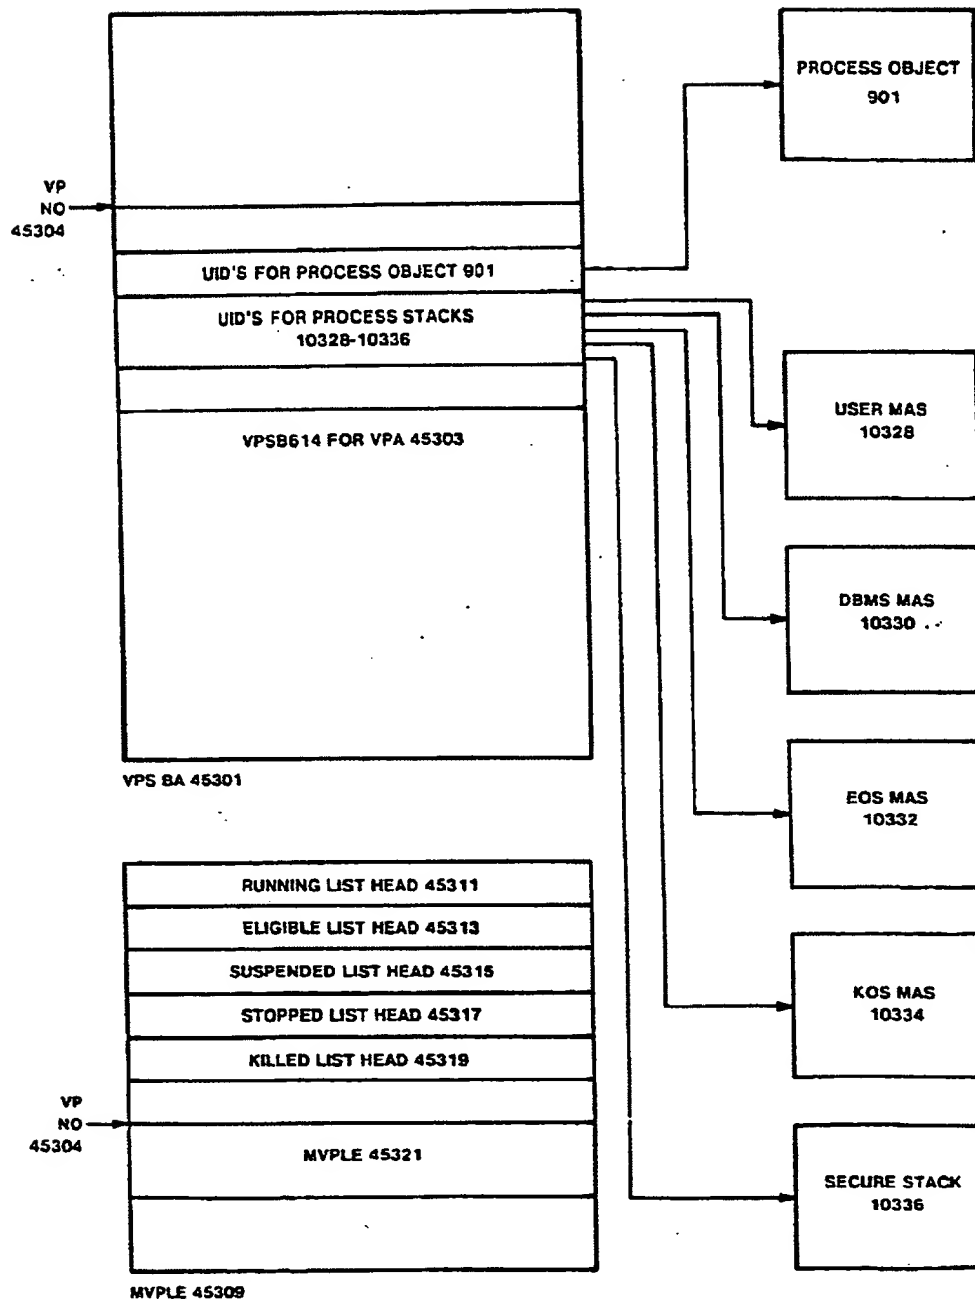 PROCESS OBJECT
901
VP
NO
45304
UID'S FOR PROCESS OBJECT 901
UID'S FOR PROCESS STACKS
10328-10336
VPSB614 FOR VPA 45303
USER MAS
10328
DBMS MAS
10330
VPS BA 45301
EOS MAS
10332
RUNNING LIST HEAD 45311
ELIGIBLE LIST HEAD 45313
SUSPENDED LIST HEAD 45315
STOPPED LIST HEAD 45317
KILLED LIST HEAD 45319
KOS MAS
10334
VP
NO
45304
MVPLE 45321
SECURE STACK
10336
MVPLE 45309